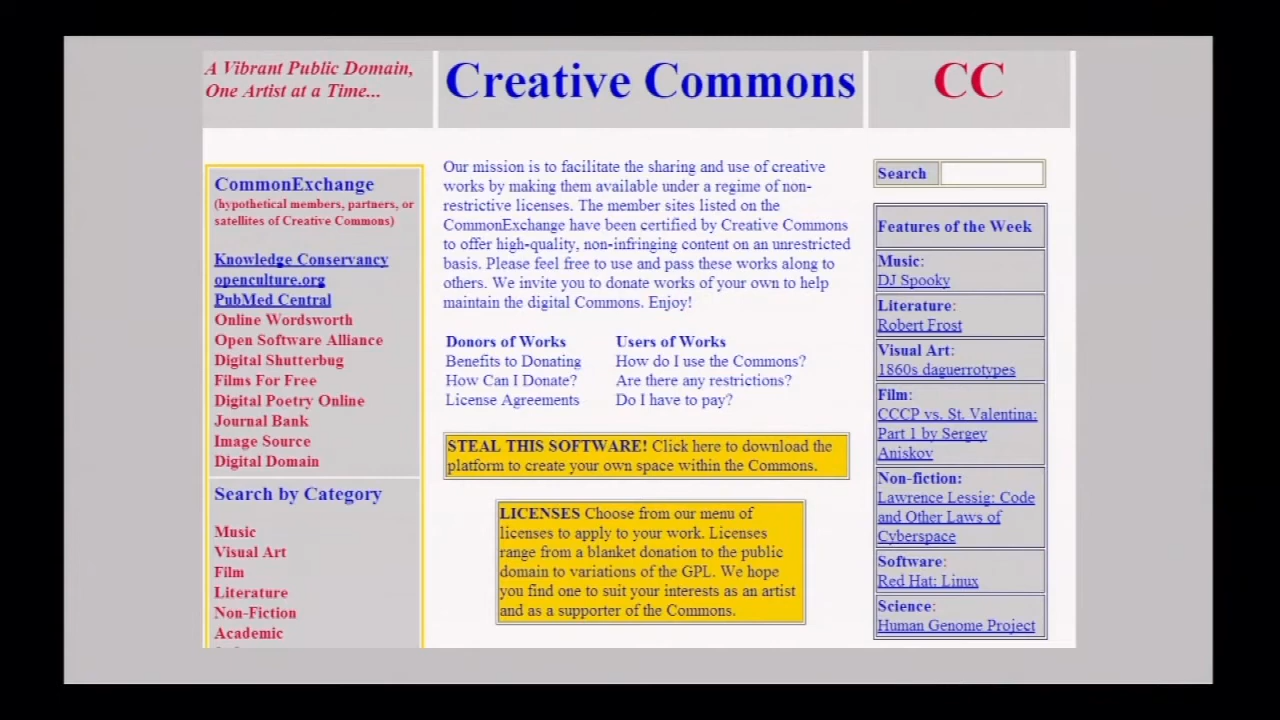 A Vibrant Public Domain,
One Artist at a Time...
Creative Commons
CC
CommonExchange
(hypothetical members, partners, or
satellites of Creative Commons)
Knowledge Conservancy
openculture.org
PubMed Central
Online Wordsworth
Open Software Alliance
Digital Shutterbug
Films For Free
Digital Poetry Online
Journal Bank
Image Source
Digital Domain
Search by Category
Music
Visual Art
Film
Literature
Non-Fiction
Academic
Our mission is to facilitate the sharing and use of creative
works by making them available under a regime of non-
restrictive licenses. The member sites listed on the
CommonExchange have been certified by Creative Commons
to offer high-quality, non-infringing content on an unrestricted
basis. Please feel free to use and pass these works along to
others. We invite you to donate works of your own to help
maintain the digital Commons. Enjoy!
Donors of Works
Benefits to Donating
How Can I Donate?
License Agreements
Users of Works
How do I use the Commons?
Are there any restrictions?
Do I have to pay?
STEAL THIS SOFTWARE! Click here to download the
platform to create your own space within the Commons.
LICENSES Choose from our menu of
licenses to apply to your work. Licenses
range from a blanket donation to the public
domain to variations of the GPL. We hope
you find one to suit your interests as an artist
and as a supporter of the Commons.
Search
Features of the Week
Music:
DJ Spooky
Literature:
Robert Frost
Visual Art:
1860s daguerrotypes
Film:
CCCP vs. St. Valentina:
Part 1 by Sergey
Aniskov
Non-fiction:
Lawrence Lessig: Code
and Other Laws of
Cyberspace
Software:
Red Hat: Linux
Science:
Human Genome Project